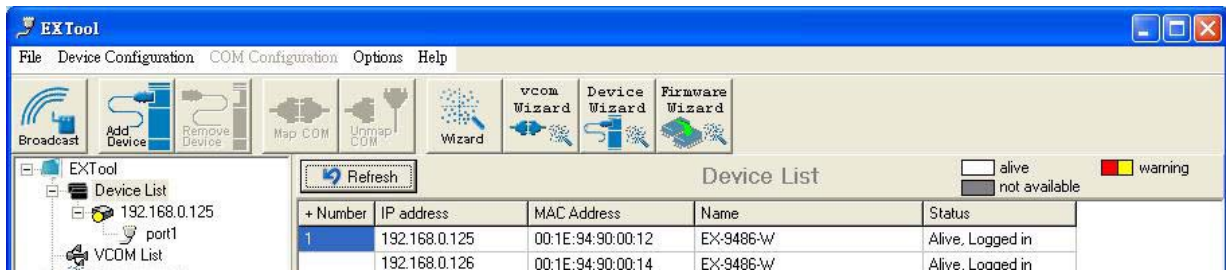 EXTool
File Device Configuration COM Configuration Options Help
Broadcast
Add Device
Remove Device
Map COM
Unmap COM
Wizard
vcom Wizard
Device Wizard
Firmware Wizard
EXTool
Device List
192.168.0.125
port1
VCOM List
Refresh
Device List
alive
not available
warning
+ Number IP address MAC Address Name Status
1 192.168.0.125 00:1E:94:90:00:12 EX-9486-W Alive, Logged in
192.168.0.126 00:1E:94:90:00:14 EX-9486-W Alive, Logged in